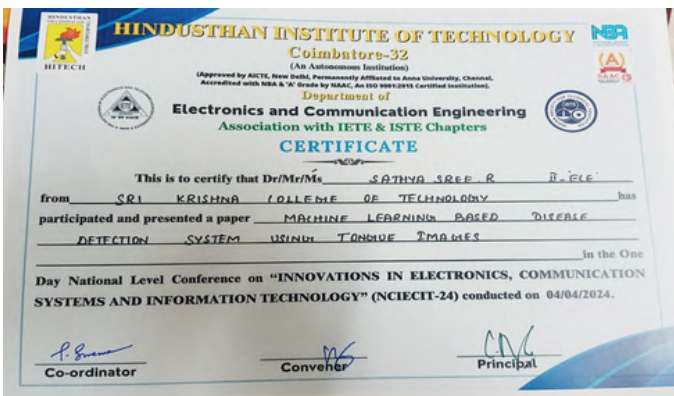 HINDUSTHAN
HITECH
HINDUSTHAN INSTITUTE OF TECHNOLOGY
Coimbatore-32
(An Autonomous Institution)
(Approved by AICTE, New Delhi, Permanently Affiliated to Anna University, Chennai,
Accredited with NBA & 'A' Grade by NAAC, An ISO 9001:2015 Certified Institution).
NBA
NAAC
Department of
Electronics and Communication Engineering
Association with IETE & ISTE Chapters
CERTIFICATE
This is to certify that Dr/Mr/Ms SATHYA SREE . R
from SRI KRISHNA COLLEGE OF TECHNOLOGY has
participated and presented a paper MACHINE LEARNING BASED DISEASE
DETECTION SYSTEM USING TONGUE IMAGES
in the One
Day National Level Conference on "INNOVATIONS IN ELECTRONICS, COMMUNICATION
SYSTEMS AND INFORMATION TECHNOLOGY" (NCIECIT-24) conducted on 04/04/2024.
Co-ordinator
Convener
Principal